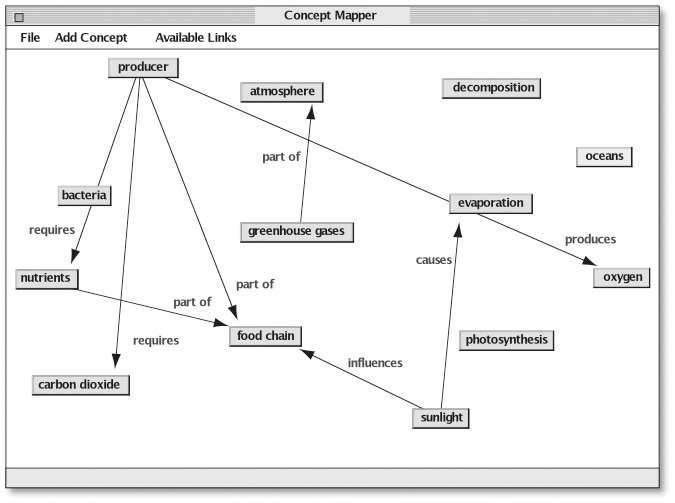 Concept Mapper
File Add Concept Available Links
producer
atmosphere
decomposition
part of
oceans
bacteria
evaporation
requires
greenhouse gases
produces
causes
nutrients
oxygen
part of
part of
food chain
requires
photosynthesis
influences
carbon dioxide
sunlight